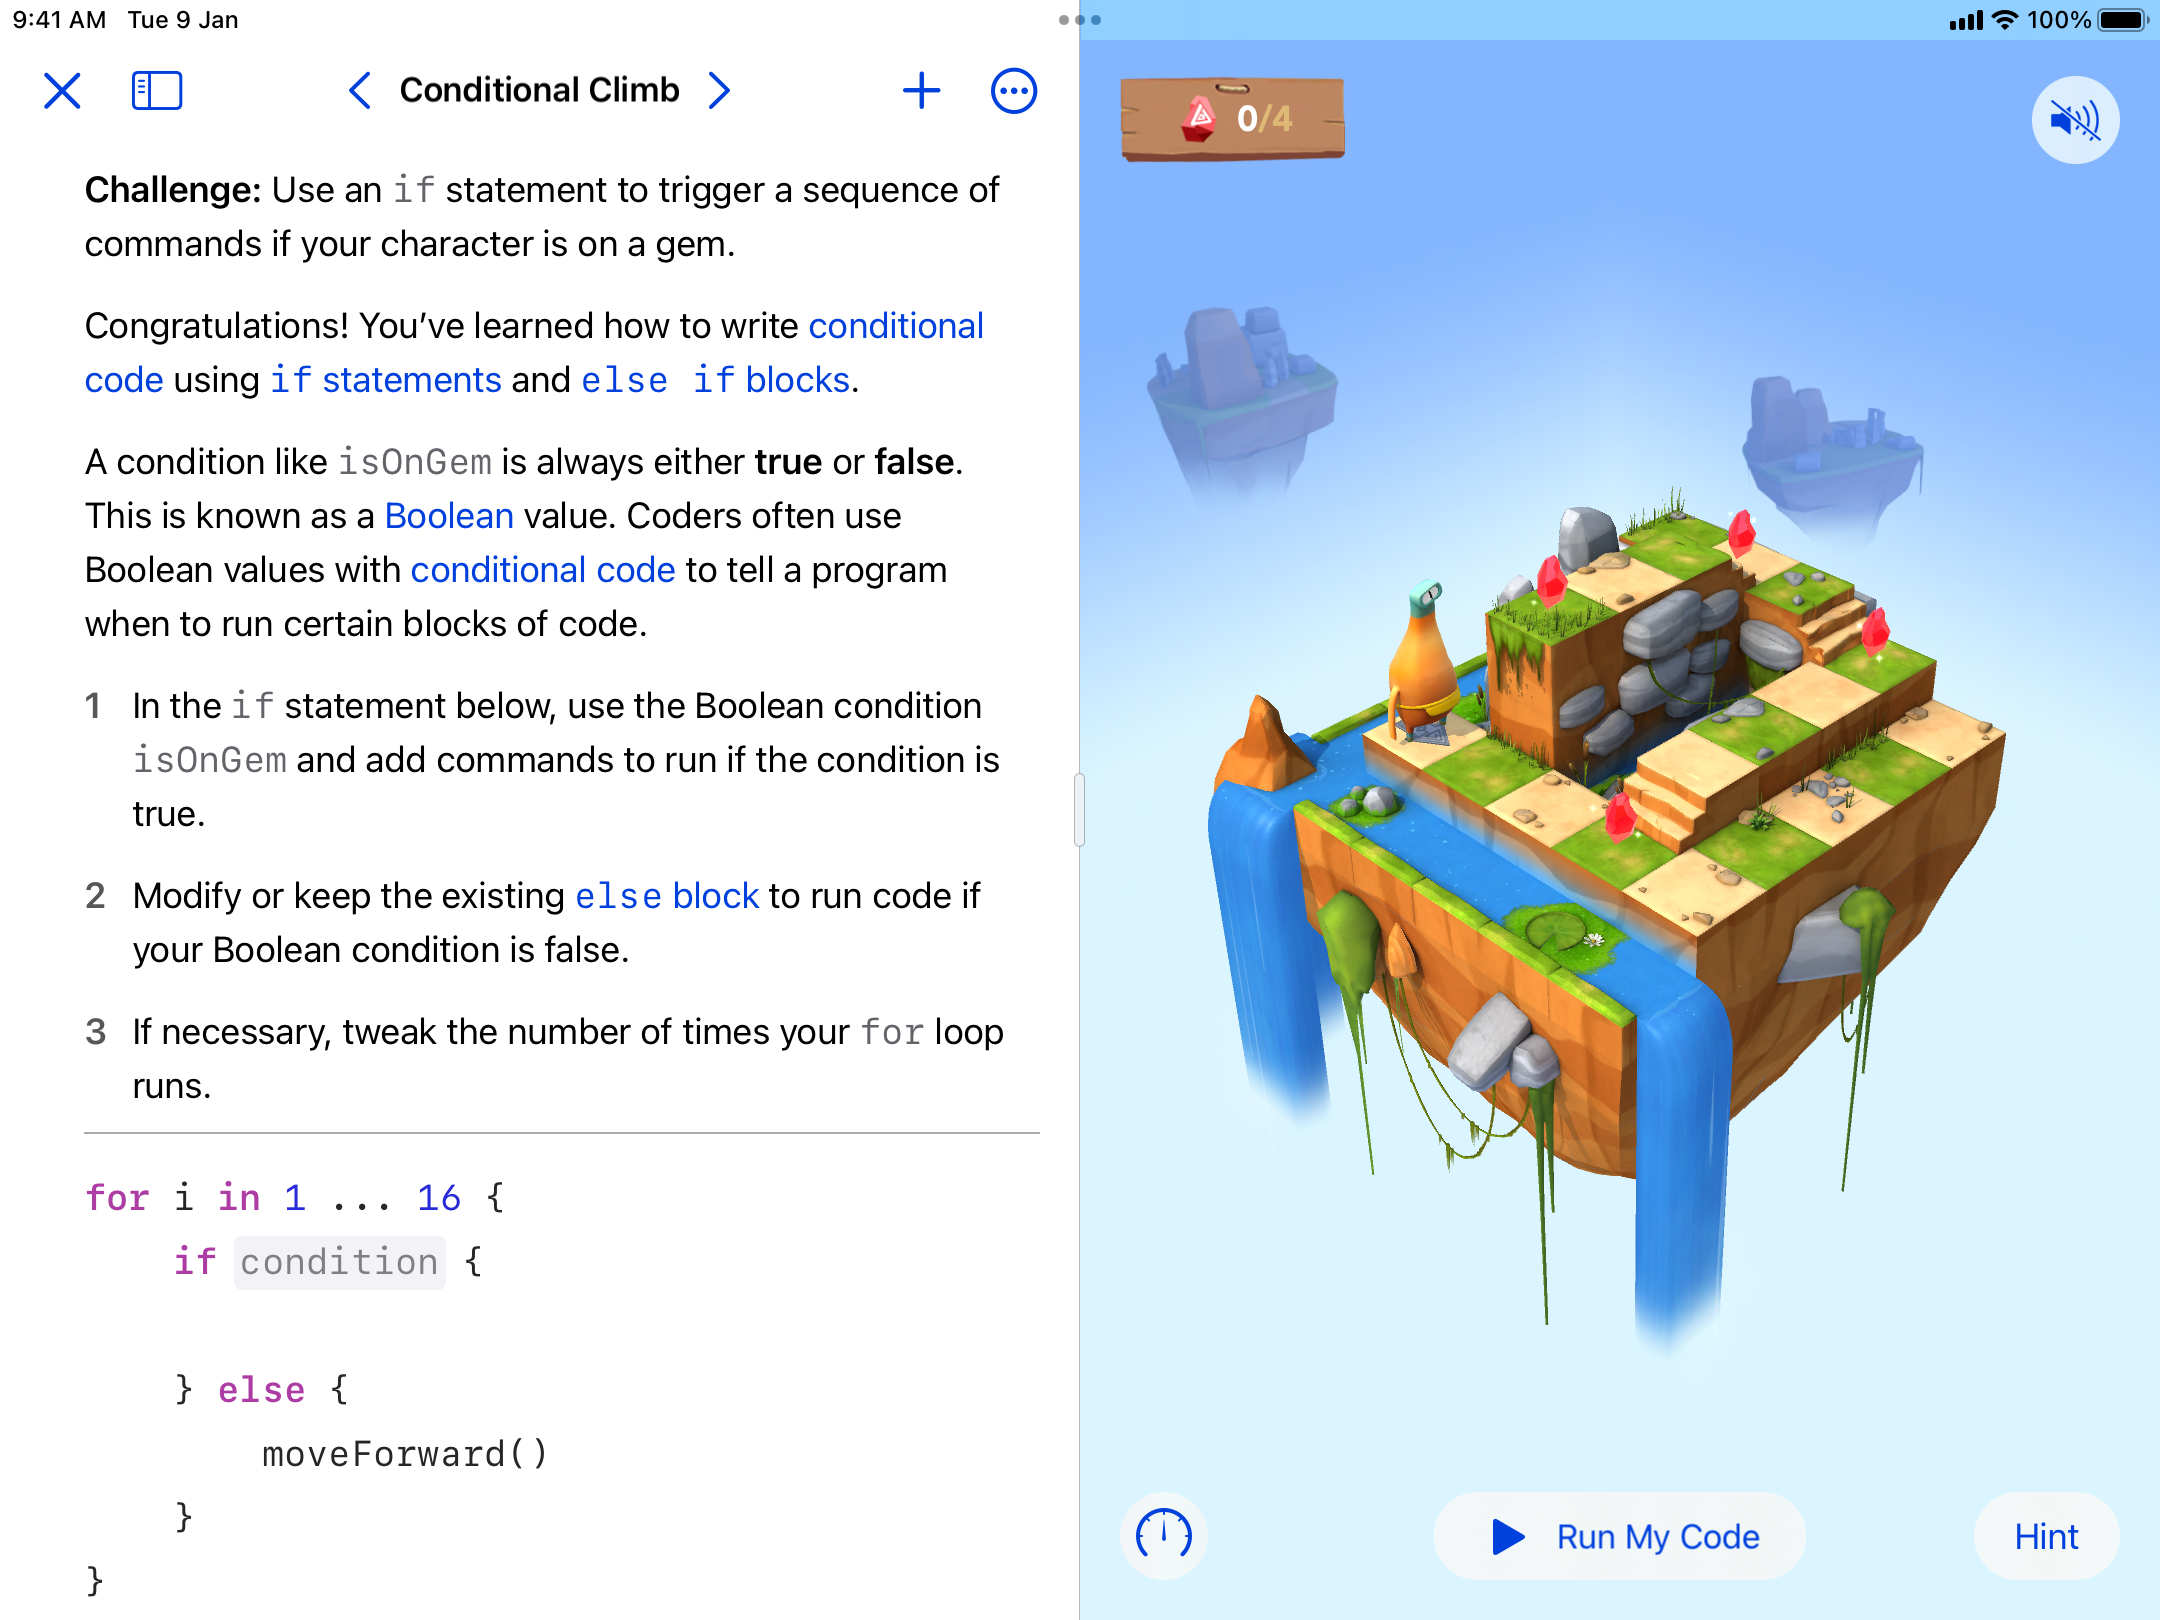 9:41 AM Tue 9 Jan
100%
Conditional Climb
0/4
Challenge: Use an if statement to trigger a sequence of
commands if your character is on a gem.
Congratulations! You’ve learned how to write conditional
code using if statements and else if blocks.
A condition like isOnGem is always either true or false.
This is known as a Boolean value. Coders often use
Boolean values with conditional code to tell a program
when to run certain blocks of code.
1 In the if statement below, use the Boolean condition
isOnGem and add commands to run if the condition is
true.
2 Modify or keep the existing else block to run code if
your Boolean condition is false.
3 If necessary, tweak the number of times your for loop
runs.
for i in 1 ... 16 {
if condition {
} else {
moveForward()
}
}
Run My Code
Hint